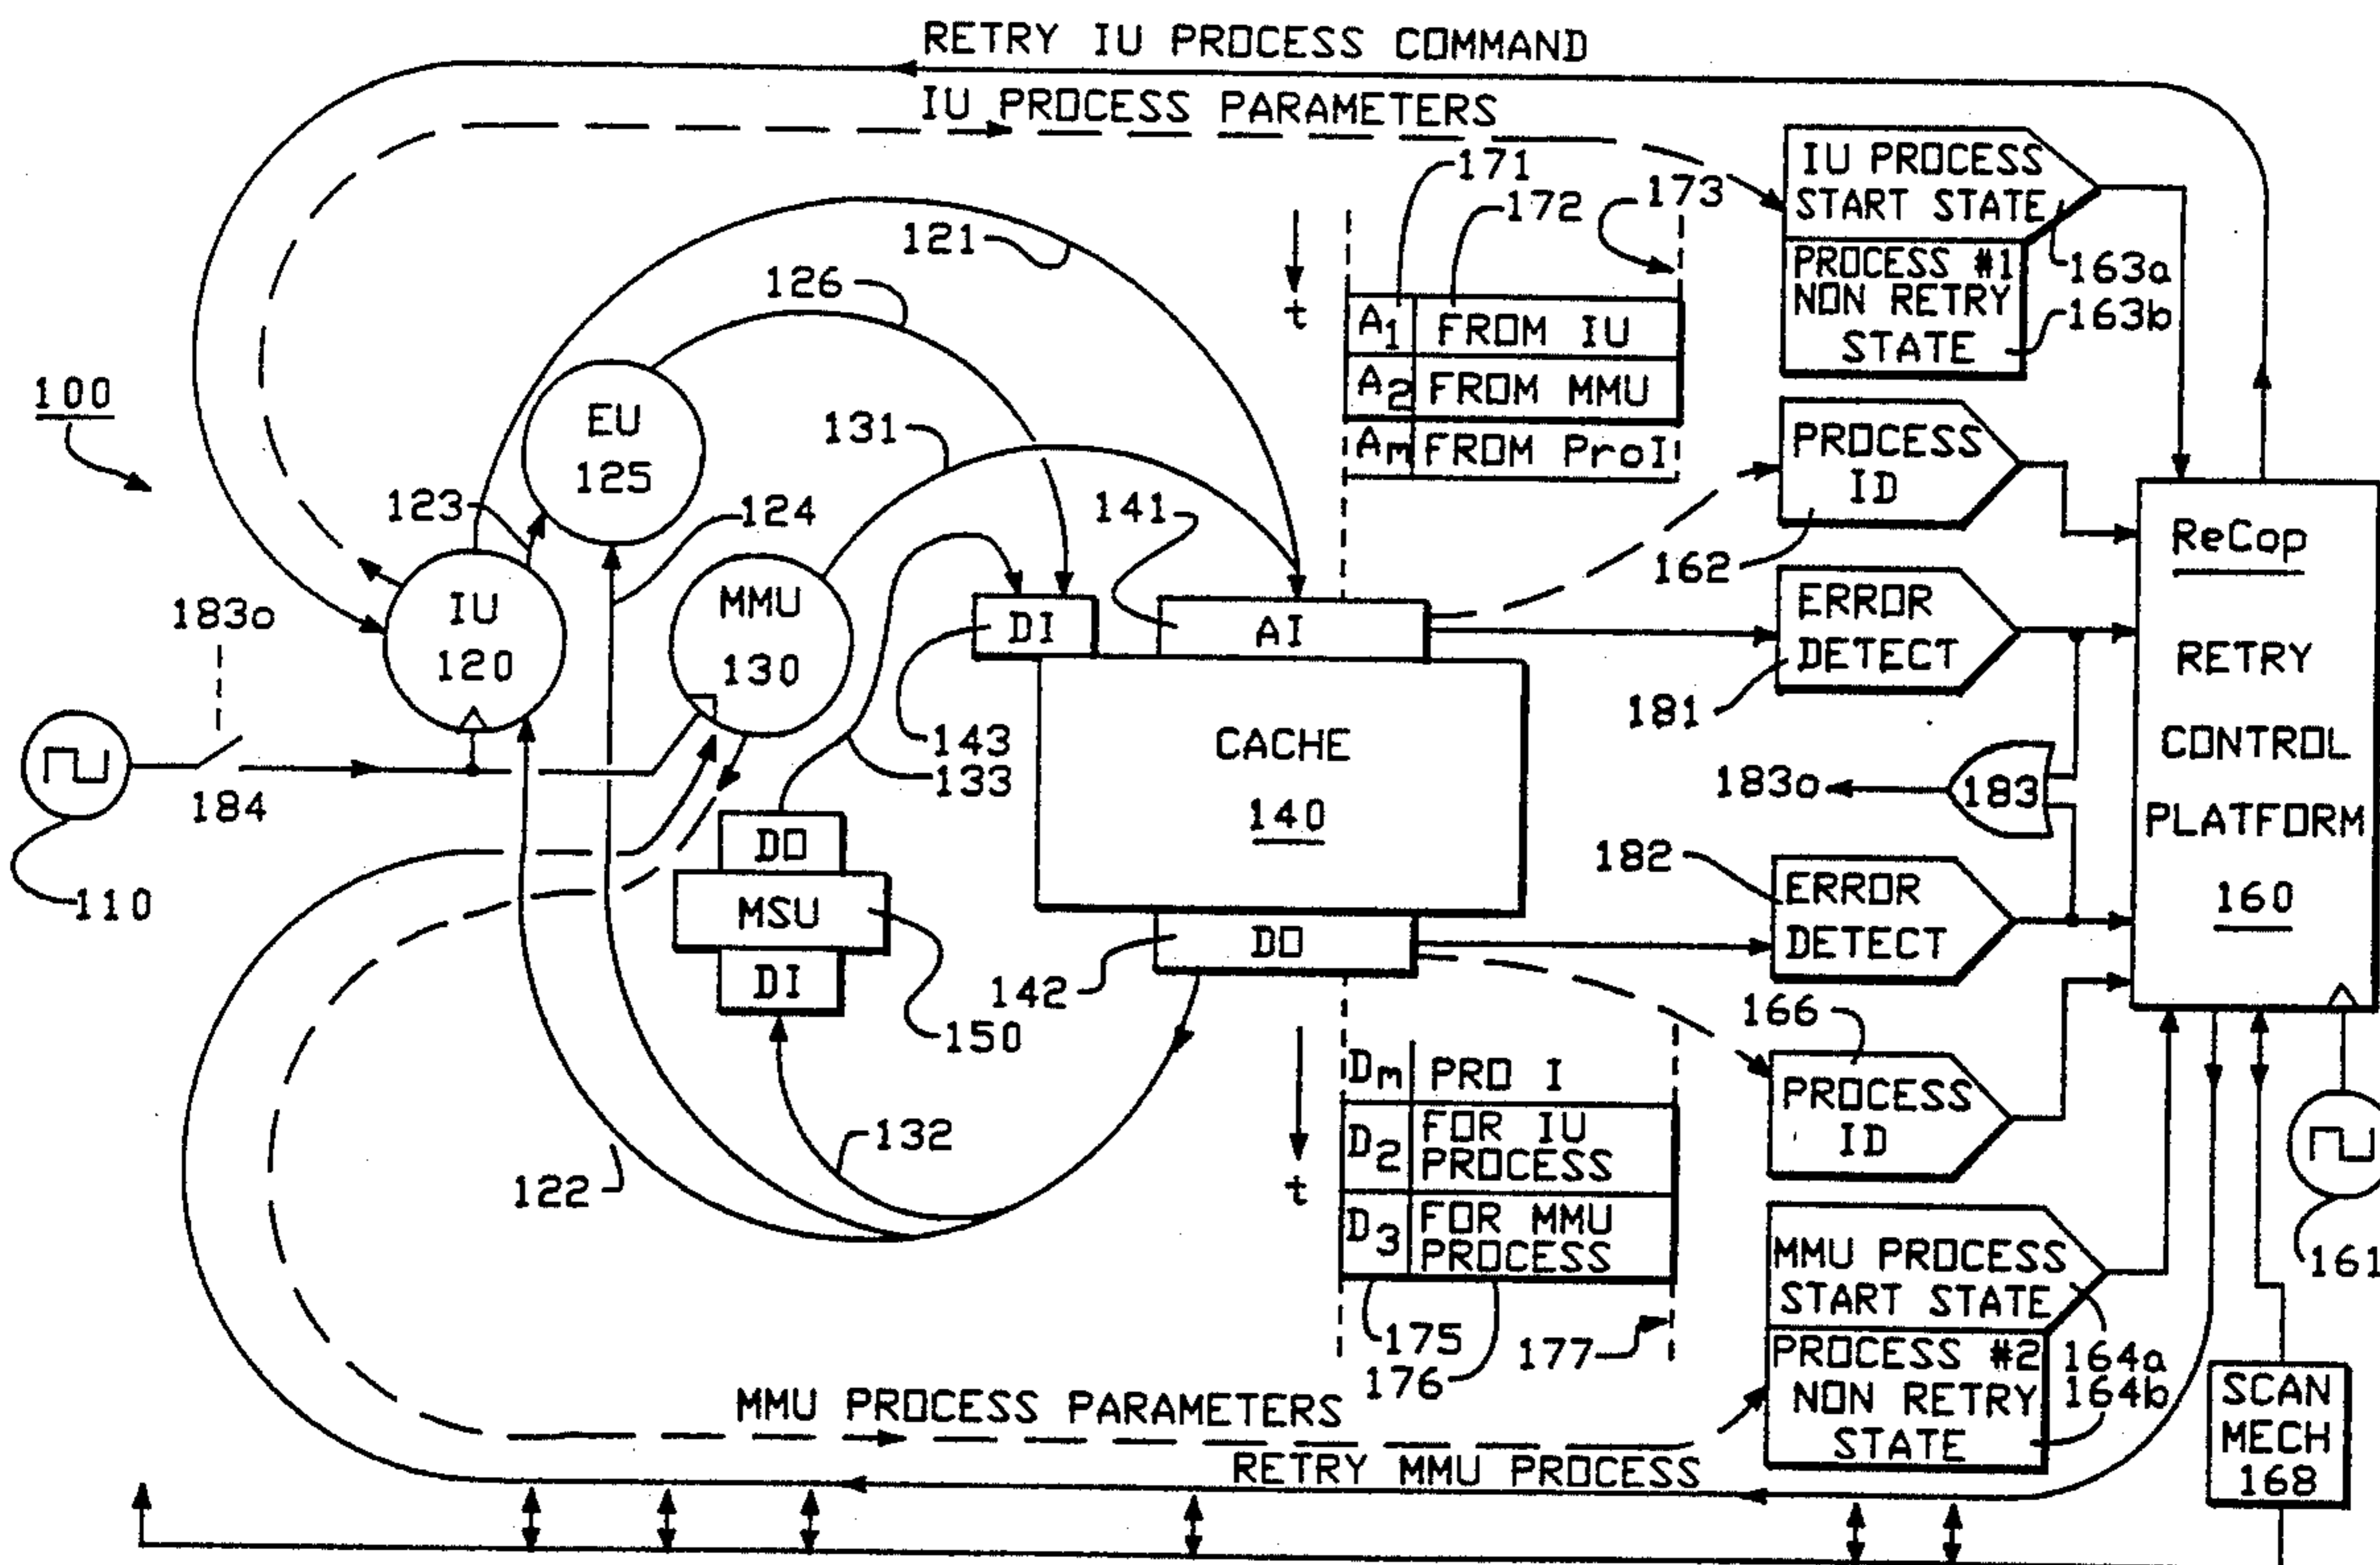 RETRY IU PROCESS COMMAND
IU PROCESS PARAMETERS
171
172
173
121
126
t
A1 FROM IU
A2 FROM MMU
Am FROM ProI
IU PROCESS
START STATE
PROCESS #1
NON RETRY
STATE
163a
163b
100
EU
125
131
123
124
141
PROCESS
ID
162
ReCop
RETRY
CONTROL
PLATFORM
160
183o
IU
120
MMU
130
DI
AI
ERROR
DETECT
181
CACHE
140
143
133
184
110
183o
183
DO
MSU
DI
150
DO
142
182
ERROR
DETECT
166
PROCESS
ID
132
122
t
Dm PRO I
D2 FOR IU
PROCESS
D3 FOR MMU
PROCESS
175
176
177
161
MMU PROCESS
START STATE
PROCESS #2
NON RETRY
STATE
164a
164b
SCAN
MECH
168
MMU PROCESS PARAMETERS
RETRY MMU PROCESS